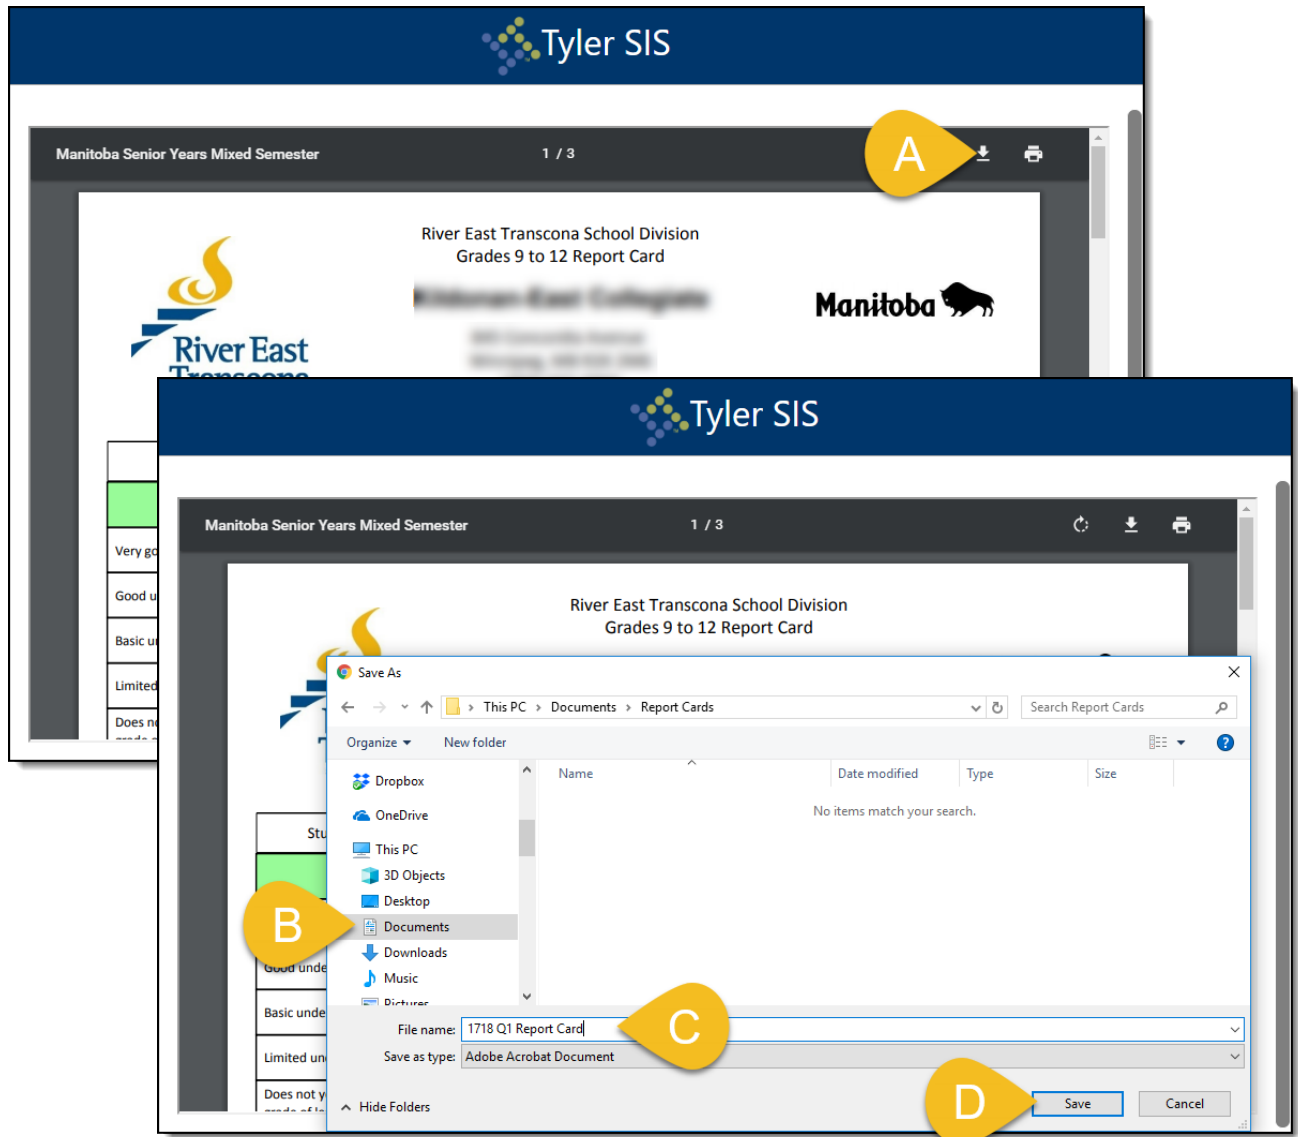 Tyler SIS
Manitoba Senior Years Mixed Semester
1 / 3
A
River East Transcona School Division
Grades 9 to 12 Report Card
Kildonan-East Collegiate
Manitoba
River East
Transcona
Very go
Good u
Basic u
Limited
Does n
Tyler SIS
Manitoba Senior Years Mixed Semester
1 / 3
River East Transcona School Division
Grades 9 to 12 Report Card
Stu
Good unde
Basic unde
Limited un
Does not y
Save As
This PC > Documents > Report Cards
Search Report Cards
Organize
New folder
Name
Date modified
Type
Size
No items match your search.
Dropbox
OneDrive
This PC
3D Objects
Desktop
B
Documents
Downloads
Music
Pictures
File name: 1718 Q1 Report Card
C
Save as type: Adobe Acrobat Document
Hide Folders
D
Save
Cancel